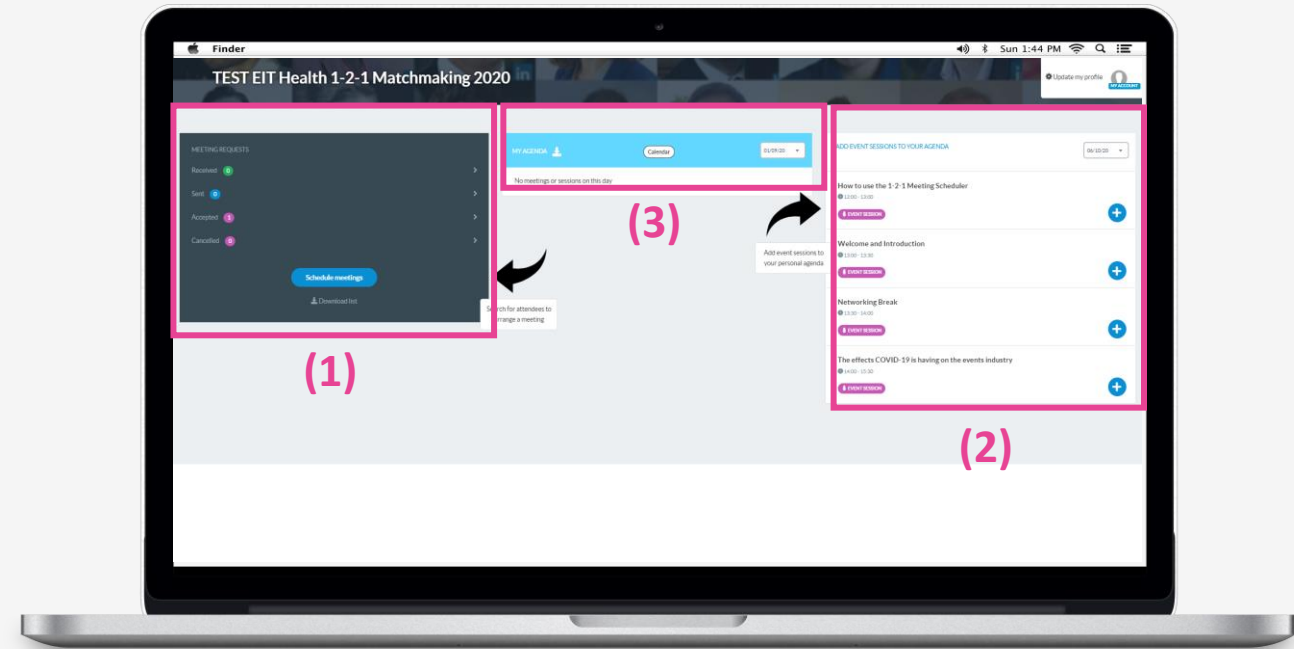 Finder
Sun 1:44 PM
TEST EIT Health 1-2-1 Matchmaking 2020
in
Update my profile
MY ACCOUNT
MEETING REQUESTS
Received 0
Sent 0
Accepted 1
Cancelled 0
Schedule meetings
Download list
(1)
Search for attendees to
arrange a meeting
MY AGENDA
Calendar
01/09/20
No meetings or sessions on this day
(3)
Add event sessions to
your personal agenda
ADD EVENT SESSIONS TO YOUR AGENDA
06/10/20
How to use the 1-2-1 Meeting Scheduler
12:00 - 13:00
EVENT SESSION
Welcome and Introduction
13:00 - 13:30
EVENT SESSION
Networking Break
13:30 - 14:00
EVENT SESSION
The effects COVID-19 is having on the events industry
14:00 - 15:30
EVENT SESSION
(2)